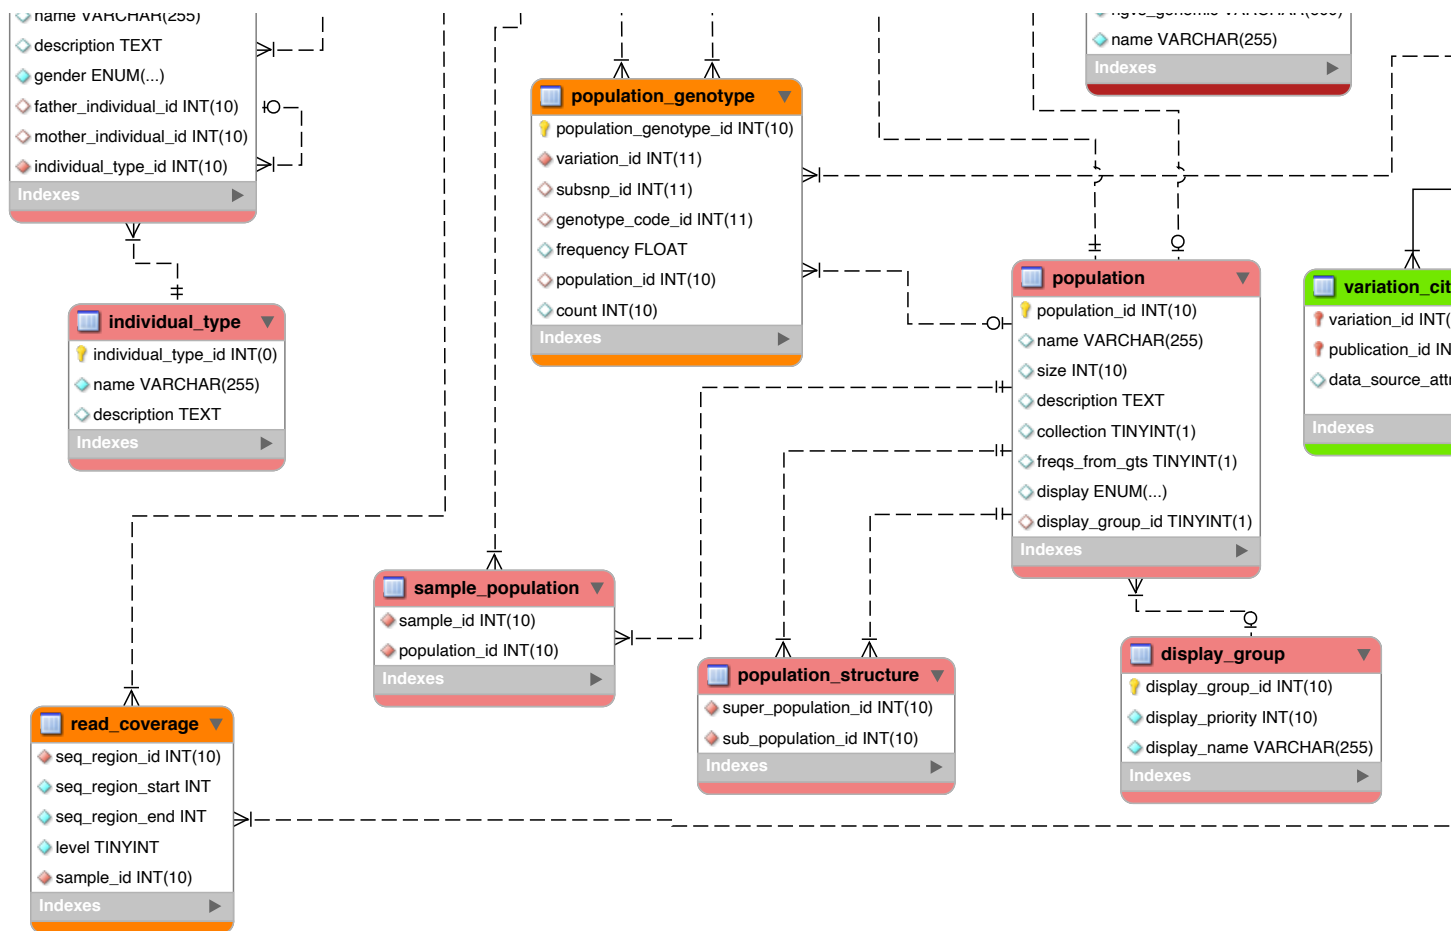 name VARCHAR(255)
description TEXT
gender ENUM(...)
father_individual_id INT(10)
mother_individual_id INT(10)
individual_type_id INT(10)
Indexes
individual_type
individual_type_id INT(0)
name VARCHAR(255)
description TEXT
Indexes
population_genotype
population_genotype_id INT(10)
variation_id INT(11)
subsnp_id INT(11)
genotype_code_id INT(11)
frequency FLOAT
population_id INT(10)
count INT(10)
Indexes
name VARCHAR(255)
Indexes
population
population_id INT(10)
name VARCHAR(255)
size INT(10)
description TEXT
collection TINYINT(1)
freqs_from_gts TINYINT(1)
display ENUM(...)
display_group_id TINYINT(1)
Indexes
variation_cit
variation_id INT(
publication_id IN
data_source_attr
Indexes
sample_population
sample_id INT(10)
population_id INT(10)
Indexes
population_structure
super_population_id INT(10)
sub_population_id INT(10)
Indexes
display_group
display_group_id INT(10)
display_priority INT(10)
display_name VARCHAR(255)
Indexes
read_coverage
seq_region_id INT(10)
seq_region_start INT
seq_region_end INT
level TINYINT
sample_id INT(10)
Indexes